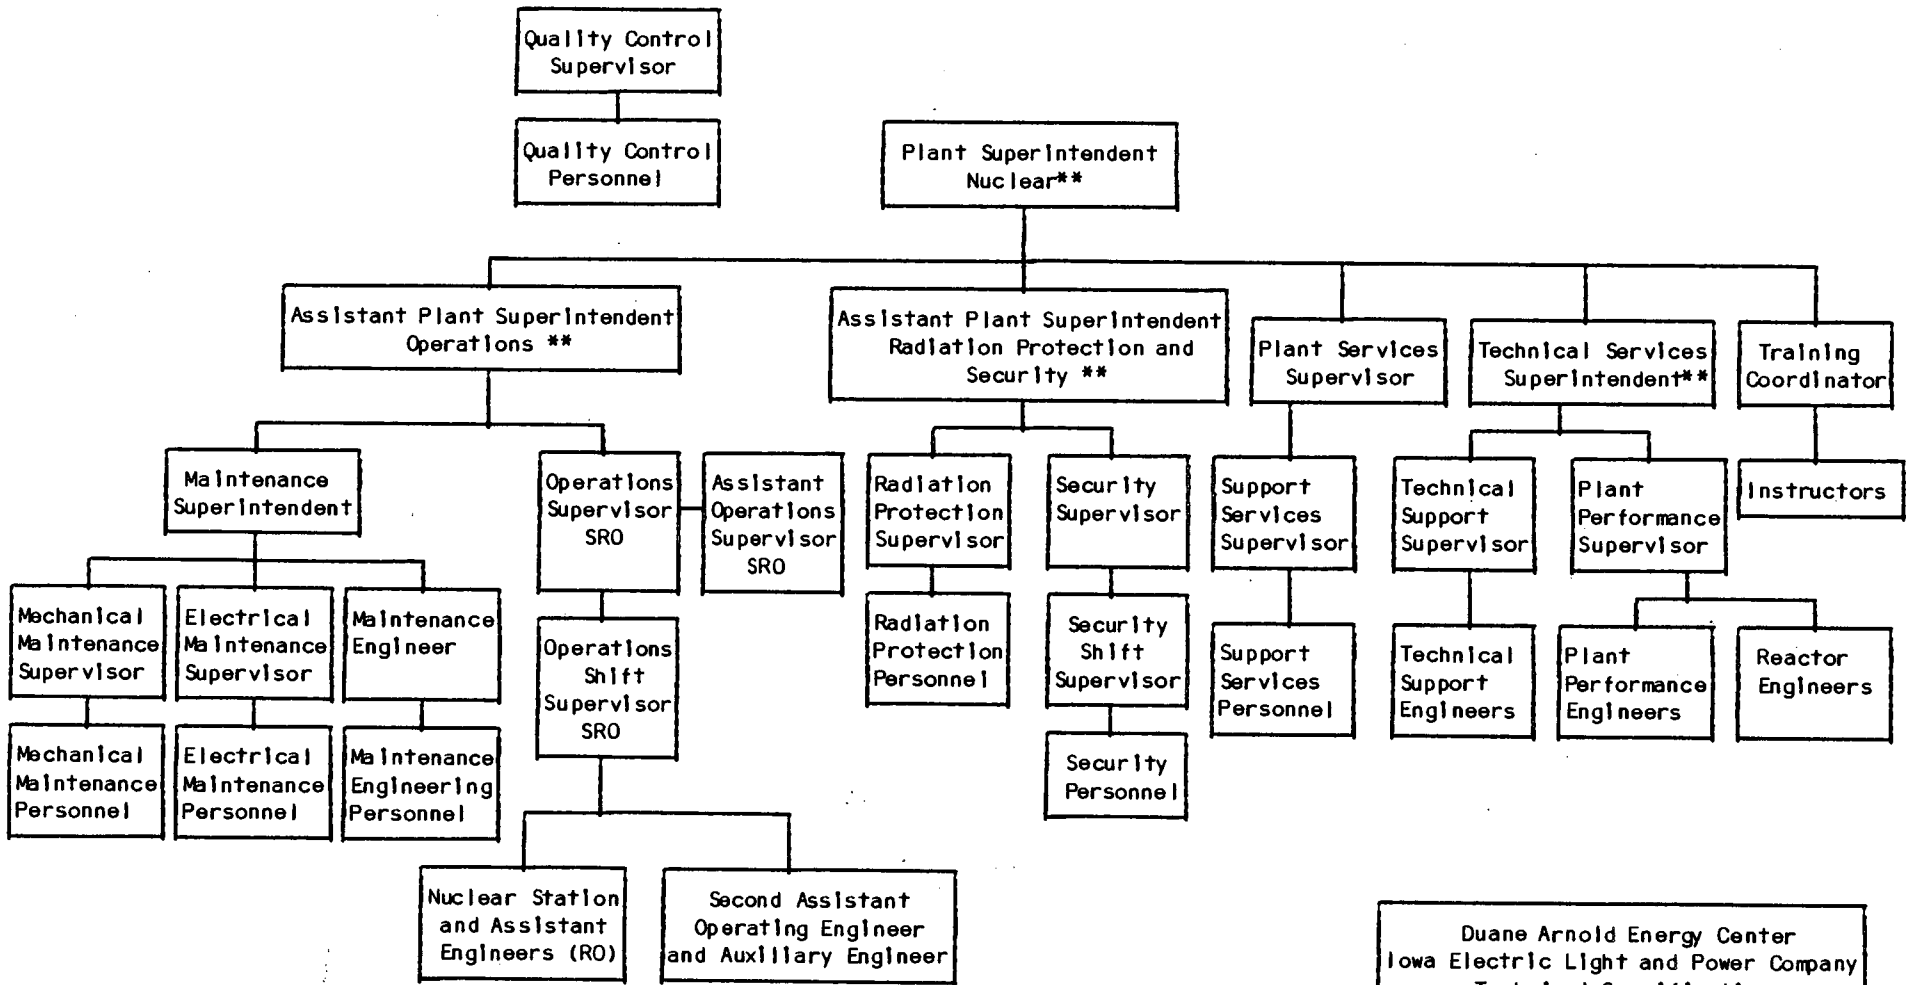 Quality Control
Supervisor
Quality Control
Personnel
Plant Superintendent
Nuclear**
Assistant Plant Superintendent
Operations **
Assistant Plant Superintendent
Radiation Protection and
Security **
Plant Services
Supervisor
Technical Services
Superintendent**
Training
Coordinator
Maintenance
Superintendent
Operations
Supervisor
SRO
Assistant
Operations
Supervisor
SRO
Radiation
Protection
Supervisor
Security
Supervisor
Support
Services
Supervisor
Technical
Support
Supervisor
Plant
Performance
Supervisor
Instructors
Mechanical
Maintenance
Supervisor
Electrical
Maintenance
Supervisor
Maintenance
Engineer
Operations
Shift
Supervisor
SRO
Radiation
Protection
Personnel
Security
Shift
Supervisor
Support
Services
Personnel
Technical
Support
Engineers
Plant
Performance
Engineers
Reactor
Engineers
Mechanical
Maintenance
Personnel
Electrical
Maintenance
Personnel
Maintenance
Engineering
Personnel
Security
Personnel
Nuclear Station
and Assistant
Engineers (RO)
Second Assistant
Operating Engineer
and Auxiliary Engineer
Duane Arnold Energy Center
Iowa Electric Light and Power Company